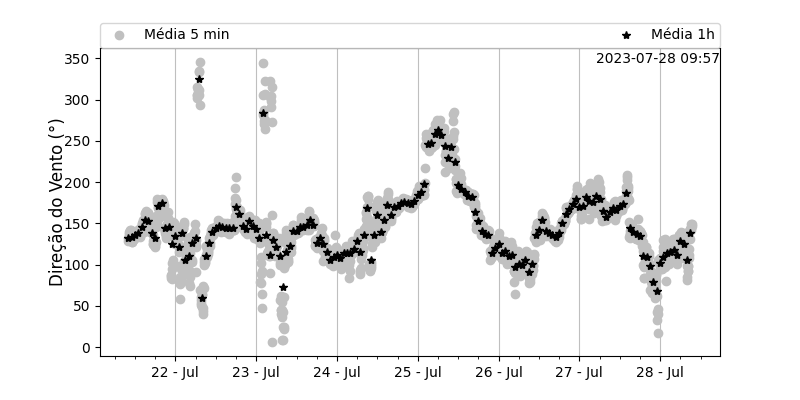 Média 5 min
Média 1h
2023-07-28 09:57
Direção do Vento (°)
350
300
250
200
150
100
50
0
22 - Jul
23 - Jul
24 - Jul
25 - Jul
26 - Jul
27 - Jul
28 - Jul